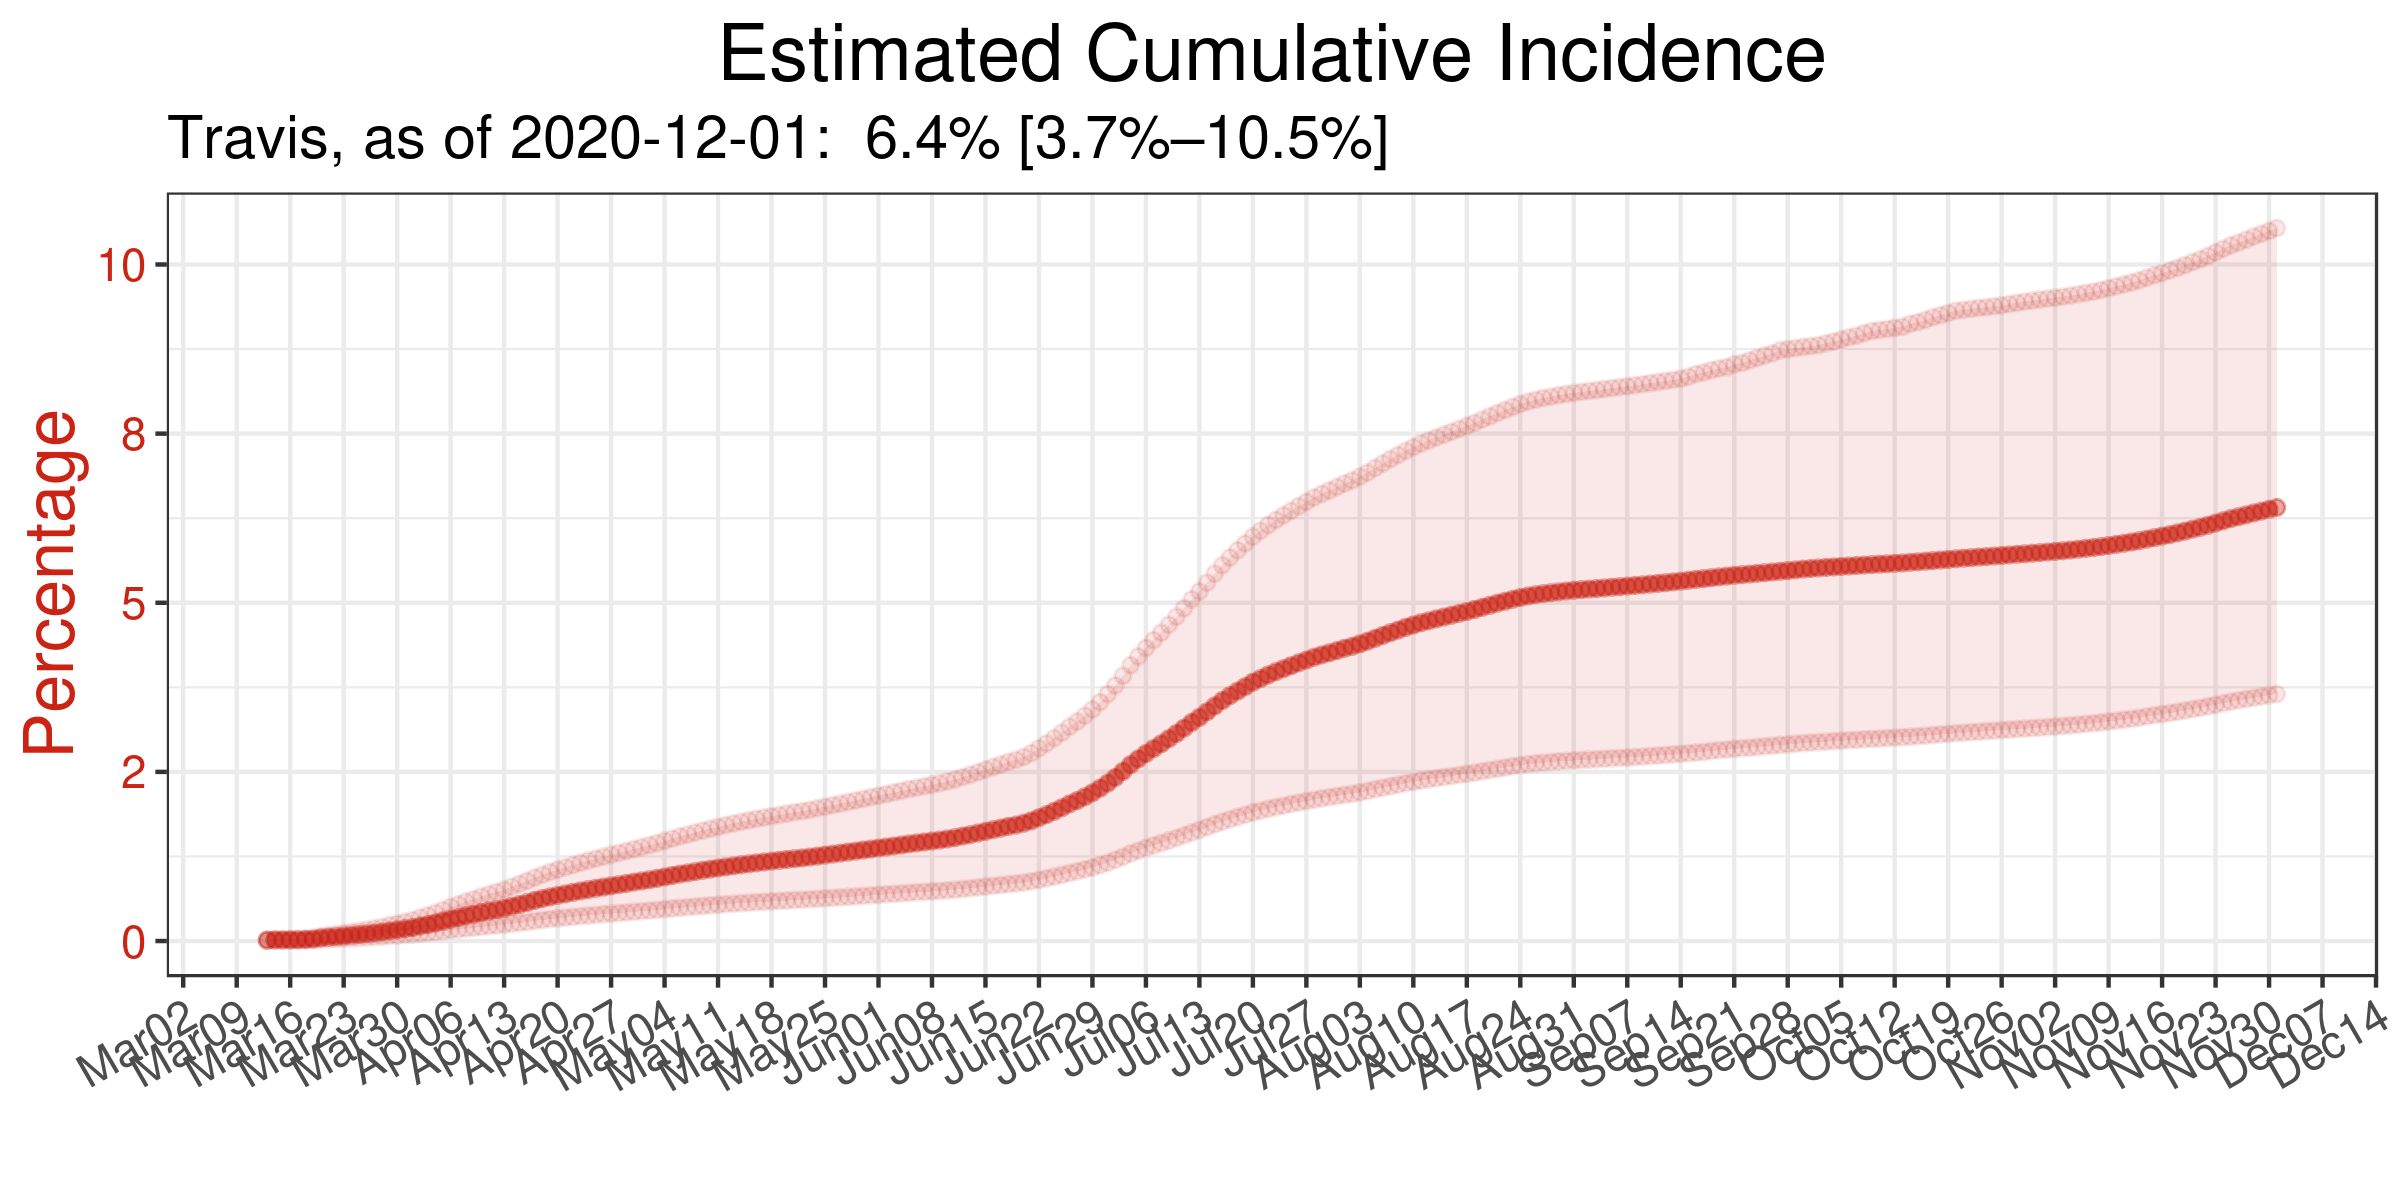 Estimated Cumulative Incidence
Travis, as of 2020-12-01: 6.4% [3.7%–10.5%]
Percentage
10
8
5
2
0
Mar02
Mar09
Mar16
Mar23
Mar30
Apr06
Apr13
Apr20
Apr27
May04
May11
May18
May25
Jun01
Jun08
Jun15
Jun22
Jun29
Jul06
Jul13
Jul20
Jul27
Aug03
Aug10
Aug17
Aug24
Aug31
Sep07
Sep14
Sep21
Sep28
Oct05
Oct12
Oct19
Oct26
Nov02
Nov09
Nov16
Nov23
Nov30
Dec07
Dec14